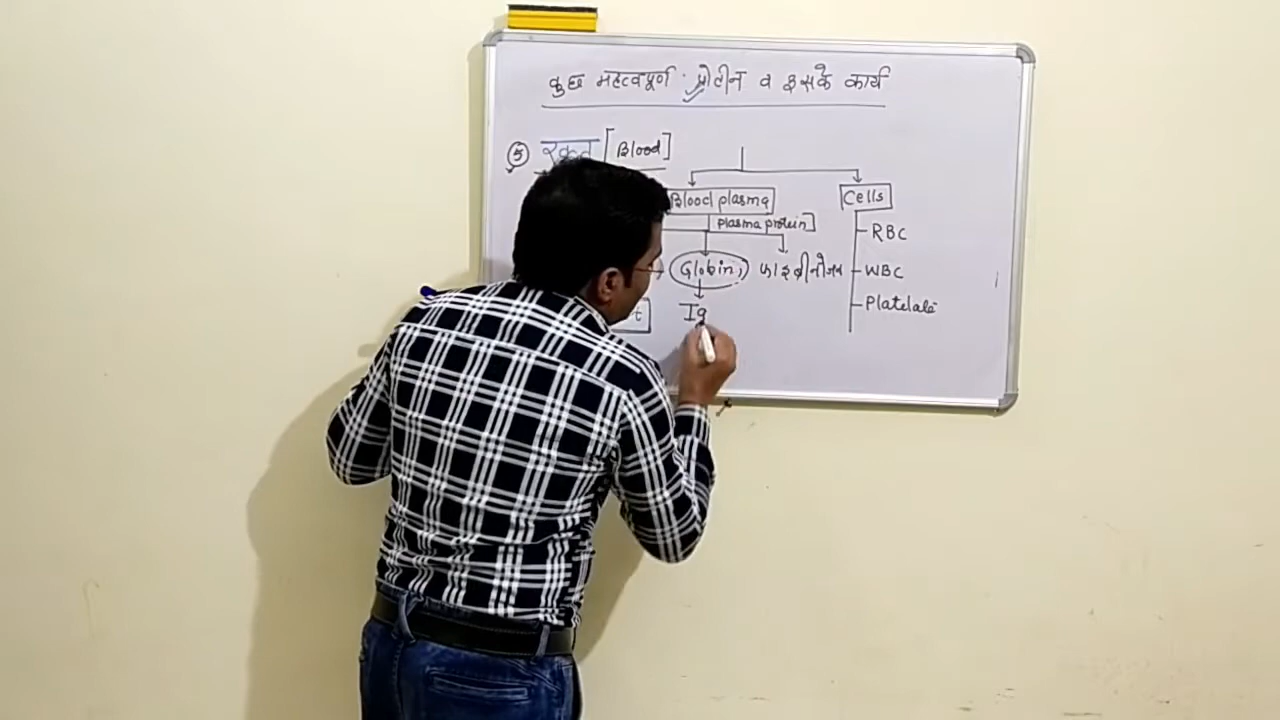 कुछ महत्वपूर्ण प्रोटीन व इसके कार्य
5 रक्त [Blood]
Blood plasma Cells
Plasma protein] RBC
Globin, फाइब्रीनोजन WBC
Ig Platelate